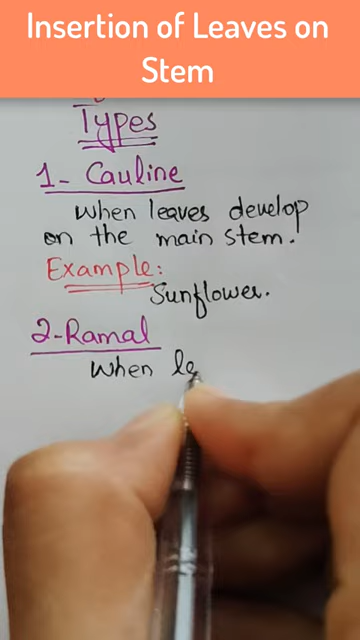 Insertion of Leaves on
Stem
Types
1- Cauline
When leaves develop
on the main stem.
Example:
Sunflower.
2-Ramal
When le